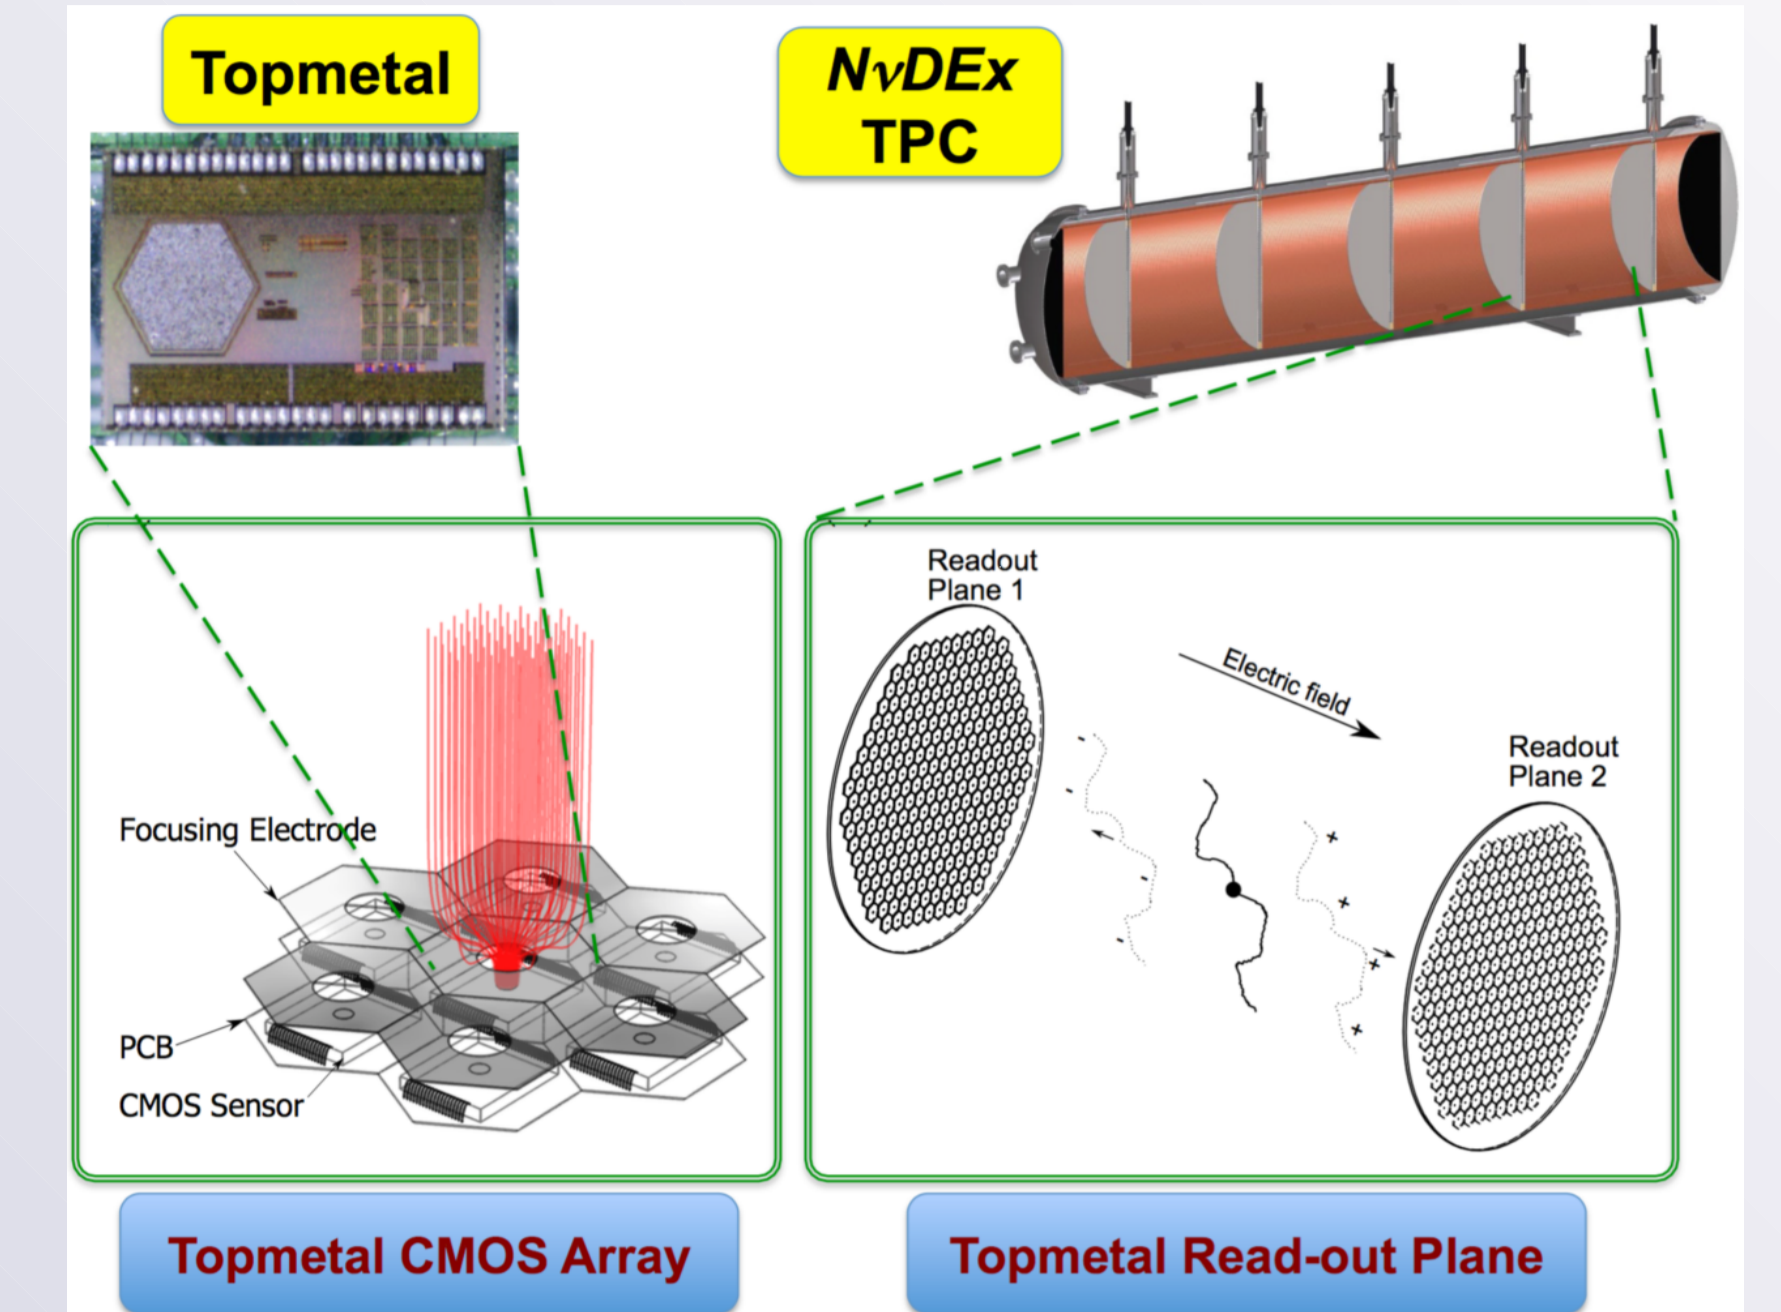 Topmetal
NνDEx
TPC
Focusing Electrode
PCB
CMOS Sensor
Readout
Plane 1
Electric field
Readout
Plane 2
-
-
-
-
+
+
+
+
Topmetal CMOS Array
Topmetal Read-out Plane